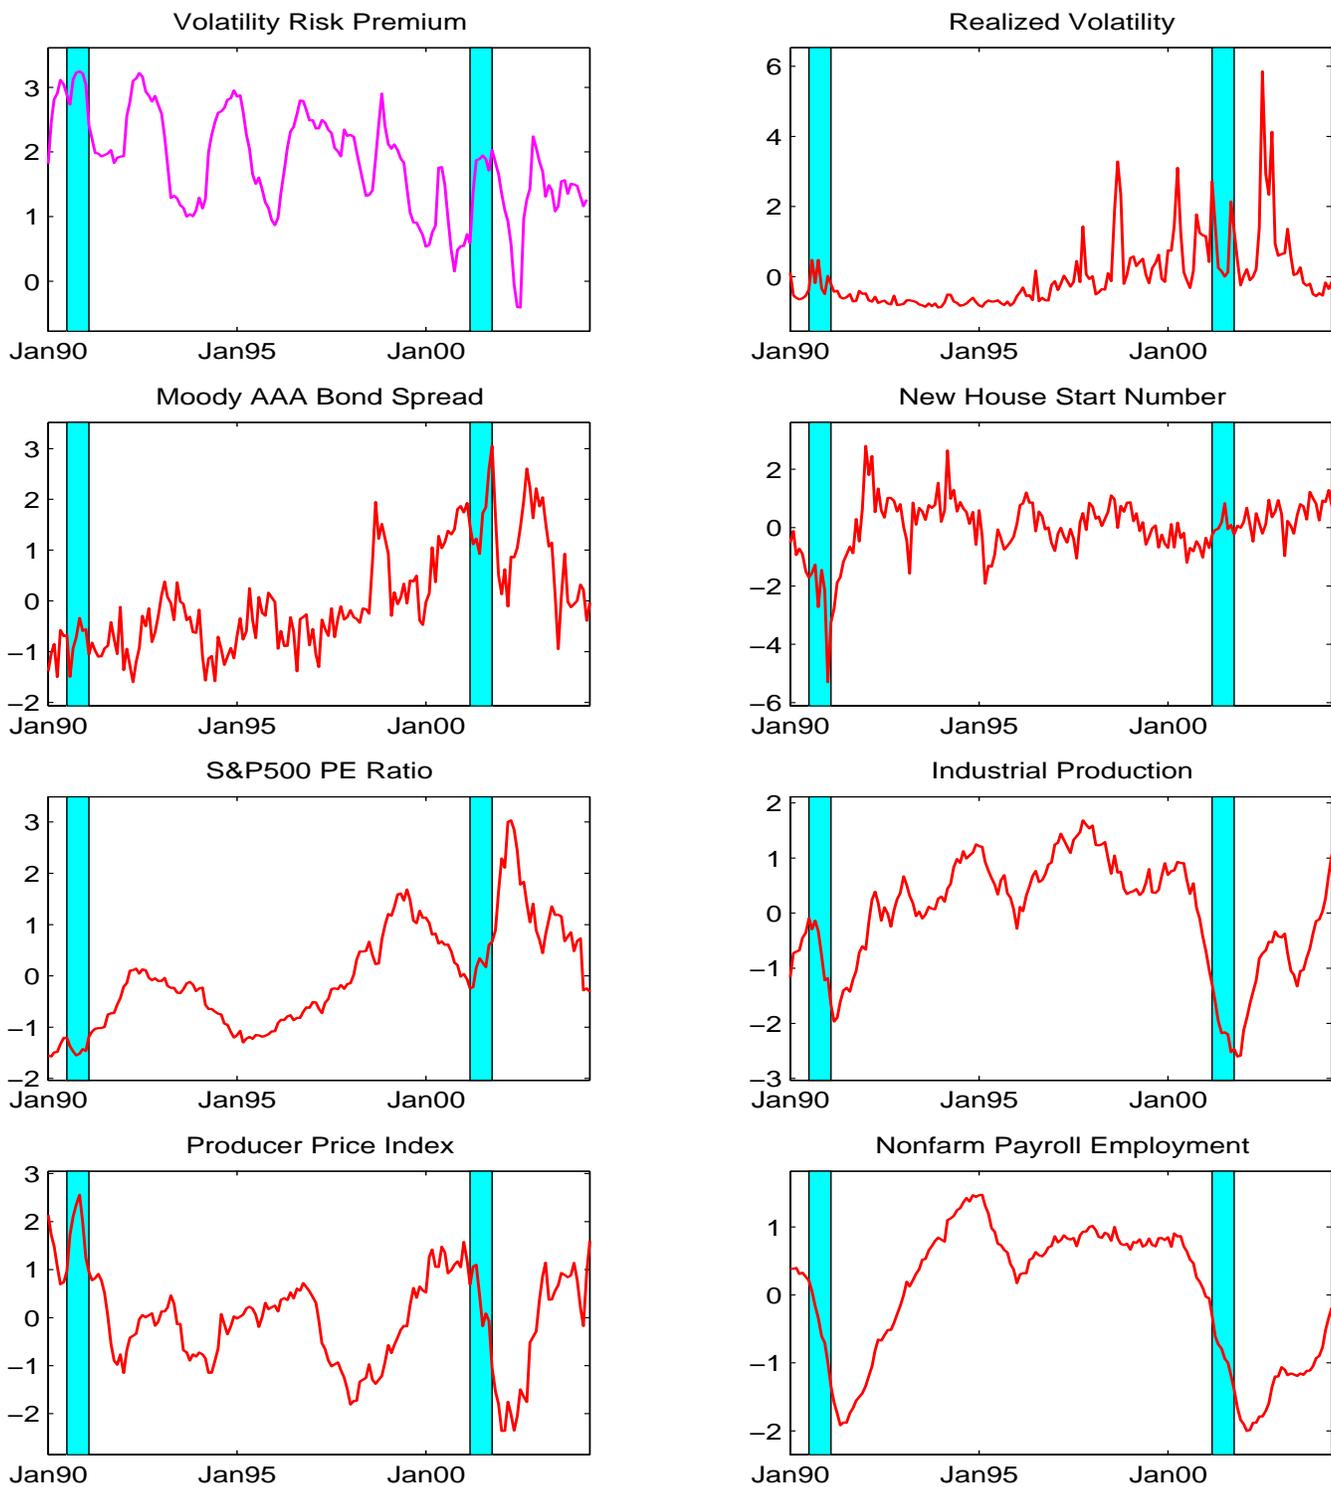 Volatility Risk Premium
3
2
1
0
Jan90 Jan95 Jan00
Realized Volatility
6
4
2
0
Jan90 Jan95 Jan00
Moody AAA Bond Spread
3
2
1
0
−1
−2
Jan90 Jan95 Jan00
New House Start Number
2
0
−2
−4
−6
Jan90 Jan95 Jan00
S&P500 PE Ratio
3
2
1
0
−1
−2
Jan90 Jan95 Jan00
Industrial Production
2
1
0
−1
−2
−3
Jan90 Jan95 Jan00
Producer Price Index
3
2
1
0
−1
−2
Jan90 Jan95 Jan00
Nonfarm Payroll Employment
1
0
−1
−2
Jan90 Jan95 Jan00